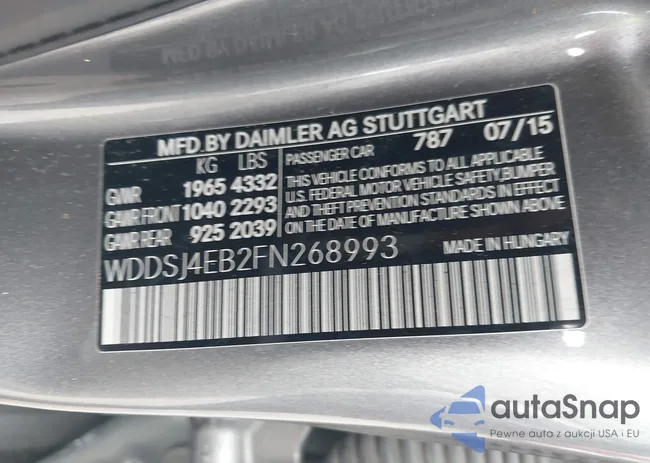 MFD.BY DAIMLER AG STUTTGART
KG LBS
GVWR 1965 4332
GAWR FRONT 1040 2293
GAWR REAR 925 2039
PASSENGER CAR 787 07/15
THIS VEHICLE CONFORMS TO ALL APPLICABLE
U.S. FEDERAL MOTOR VEHICLE SAFETY,BUMPER
AND THEFT PREVENTION STANDARDS IN EFFECT
ON THE DATE OF MANUFACTURE SHOWN ABOVE
WDDSJ4EB2FN268993
MADE IN HUNGARY
autaSnap
Pewne auta z aukcji USA i EU